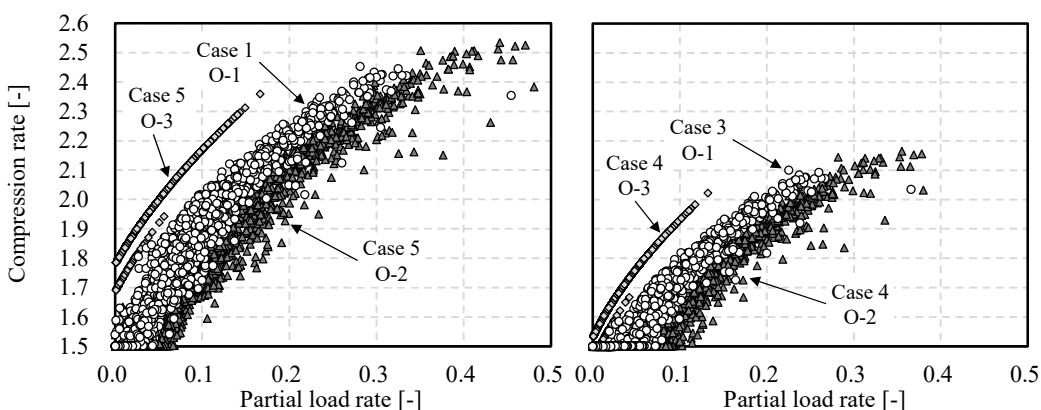 Compression rate [-]
2.6
2.5
2.4
2.3
2.2
2.1
2.0
1.9
1.8
1.7
1.6
1.5
Case 1
O-1
Case 5
O-3
Case 5
O-2
0.0 0.1 0.2 0.3 0.4 0.5
Partial load rate [-]
Case 3
O-1
Case 4
O-3
Case 4
O-2
0.0 0.1 0.2 0.3 0.4 0.5
Partial load rate [-]